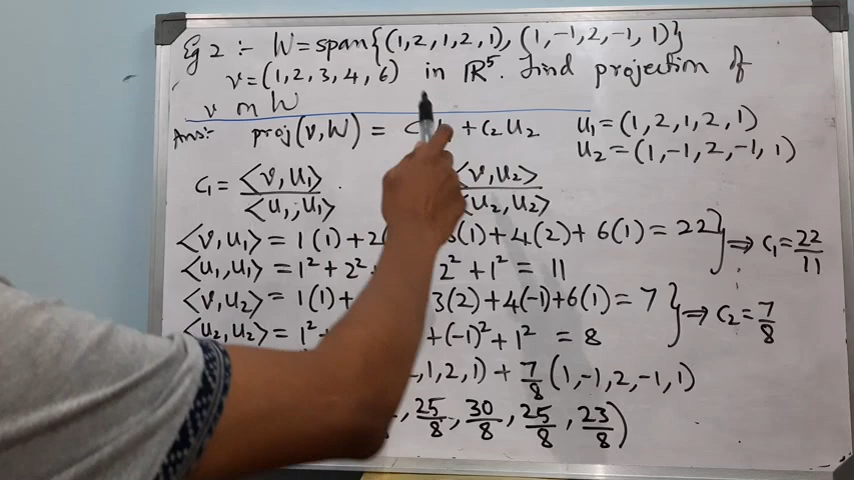 Eg 2 :- W = span{(1,2,1,2,1), (1,-1,2,-1,1)}
v = (1,2,3,4,6) in R⁵. Find projection of
v on W
Ans:- proj(v,W) = C + C₂U₂ U₁ = (1,2,1,2,1)
U₂ = (1,-1,2,-1,1)
C₁ = <v,U₁> / <U₁,U₁> <v,U₂> / <U₂,U₂>
<v,U₁> = 1(1) + 2( 3(1) + 4(2) + 6(1) = 22 } ⇒ C₁ = 22/11
<U₁,U₁> = 1² + 2² + 2² + 1² = 11
<v,U₂> = 1(1) + 3(2) + 4(-1) + 6(1) = 7 } ⇒ C₂ = 7/8
<U₂,U₂> = 1² + + (-1)² + 1² = 8
,1,2,1) + 7/8 (1,-1,2,-1,1)
, 25/8, 30/8, 25/8, 23/8)